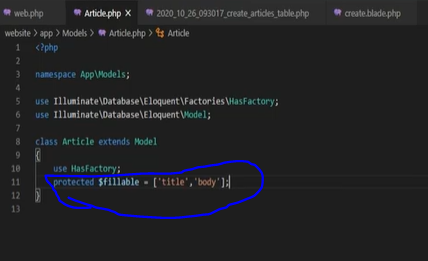 web.php Article.php X 2020_10_26_093017_create_articles_table.php create.blade.php
website > app > Models > Article.php > Article
1 <?php
2
3 namespace App\Models;
4
5 use Illuminate\Database\Eloquent\Factories\HasFactory;
6 use Illuminate\Database\Eloquent\Model;
7
8 class Article extends Model
9 {
10 use HasFactory;
11 protected $fillable = ['title','body'];
12 }
13